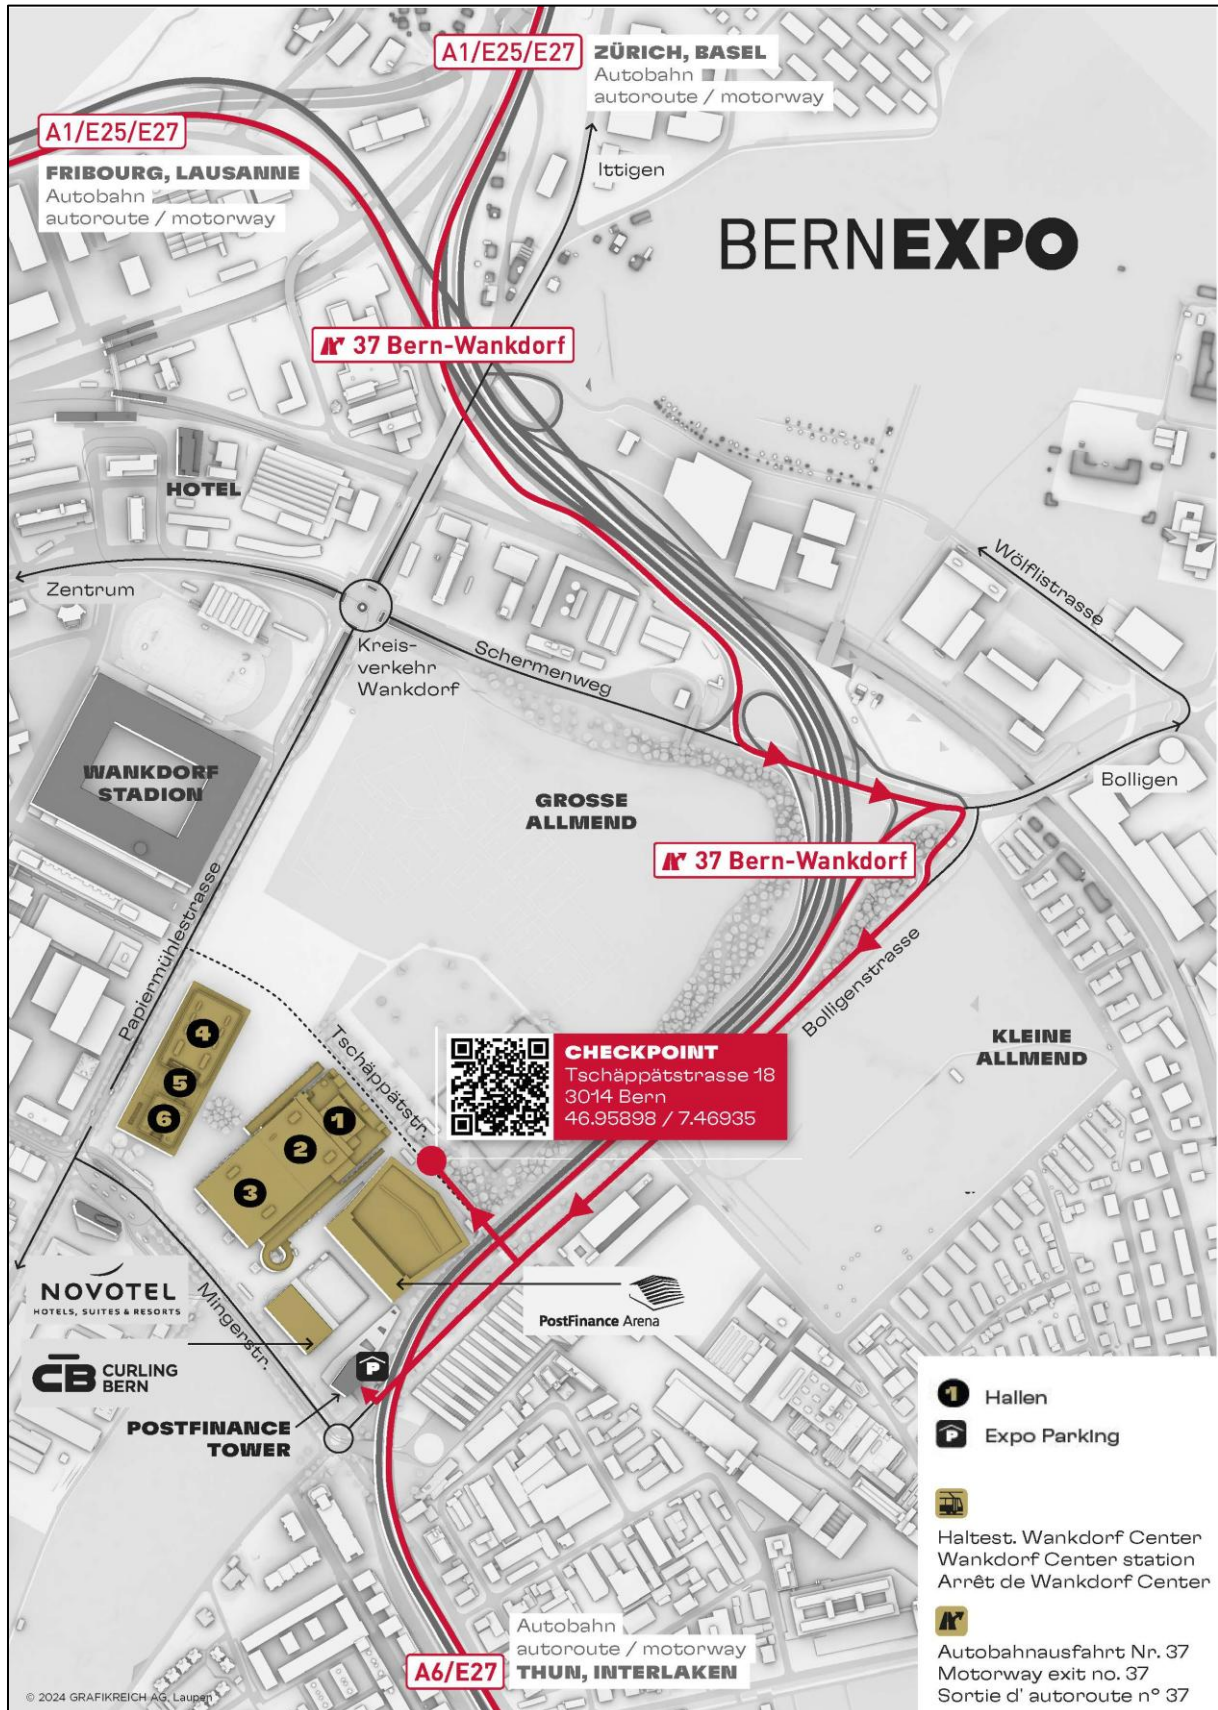 A1/E25/E27
ZÜRICH, BASEL
Autobahn
autoroute / motorway
A1/E25/E27
FRIBOURG, LAUSANNE
Autobahn
autoroute / motorway
Ittigen
BERNEXPO
37 Bern-Wankdorf
HOTEL
Zentrum
Kreis-
verkehr
Wankdorf
Schermenweg
Wölflistrasse
Bolligen
WANKDORF
STADION
GROSSE
ALLMEND
37 Bern-Wankdorf
Papiermühlestrasse
Bolligenstrasse
KLEINE
ALLMEND
Tschäppätstr.
CHECKPOINT
Tschäppätstrasse 18
3014 Bern
46.95898 / 7.46935
4
5
6
1
2
3
NOVOTEL
HOTELS, SUITES & RESORTS
Mingerstr.
PostFinance Arena
CB CURLING
BERN
P
POSTFINANCE
TOWER
1 Hallen
P Expo Parking
Haltest. Wankdorf Center
Wankdorf Center station
Arrêt de Wankdorf Center
Autobahnausfahrt Nr. 37
Motorway exit no. 37
Sortie d' autoroute n° 37
Autobahn
autoroute / motorway
A6/E27 THUN, INTERLAKEN
© 2024 GRAFIKREICH AG, Laupen